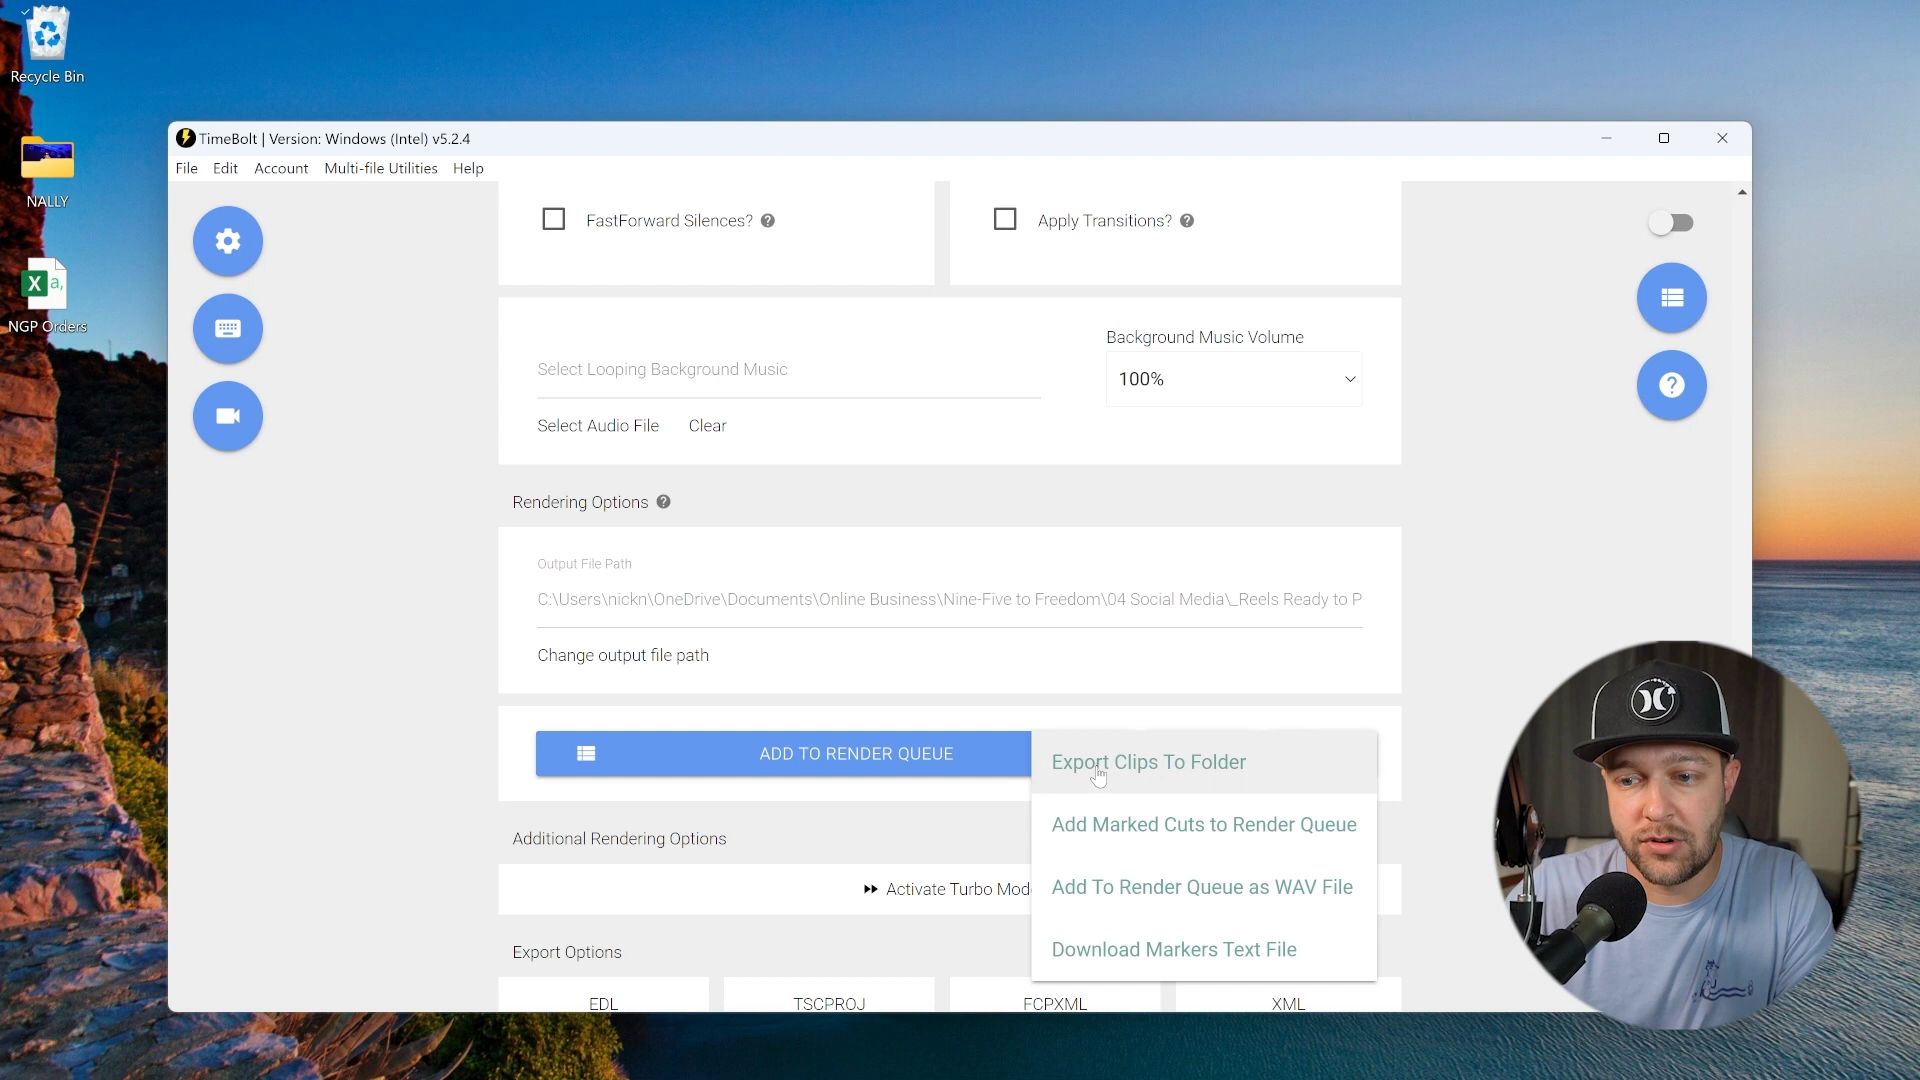 Recycle Bin
NALLY
NGP Orders
TimeBolt | Version: Windows (Intel) v5.2.4
File Edit Account Multi-file Utilities Help
FastForward Silences?
Apply Transitions?
Select Looping Background Music
Background Music Volume
100%
Select Audio File Clear
Rendering Options
Output File Path
C:\Users\nickn\OneDrive\Documents\Online Business\Nine-Five to Freedom\04 Social Media\_Reels Ready to P
Change output file path
ADD TO RENDER QUEUE
Export Clips To Folder
Add Marked Cuts to Render Queue
Add To Render Queue as WAV File
Download Markers Text File
Additional Rendering Options
Activate Turbo Mod
Export Options
EDL
TSCPROJ
FCPXML
XML